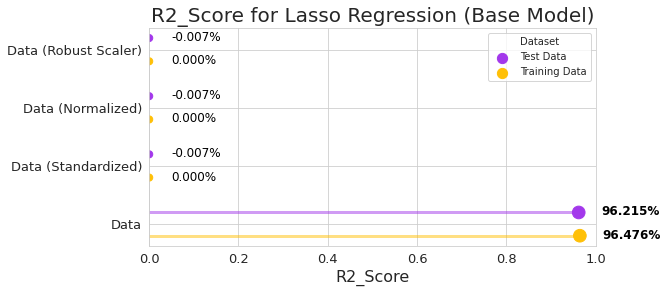 R2_Score for Lasso Regression (Base Model)
Data (Robust Scaler)
-0.007%
0.000%
Dataset
Test Data
Training Data
Data (Normalized)
-0.007%
0.000%
Data (Standardized)
-0.007%
0.000%
Data
96.215%
96.476%
0.0 0.2 0.4 0.6 0.8 1.0
R2_Score